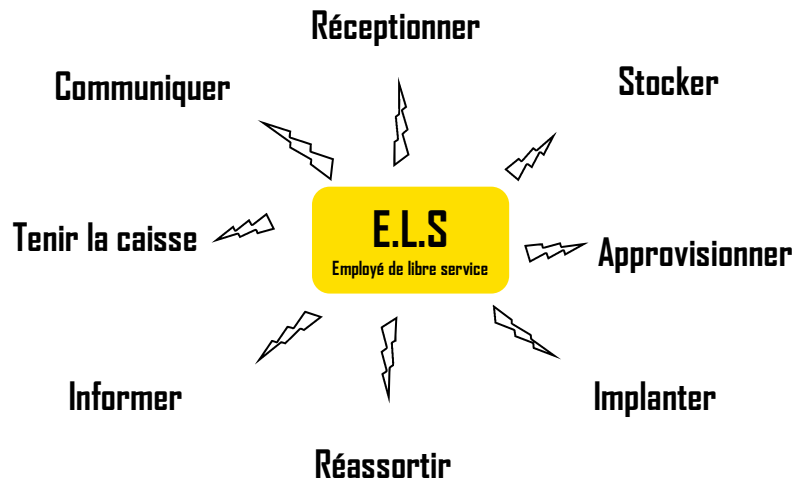 Réceptionner
Communiquer
Stocker
E.L.S
Employé de libre service
Tenir la caisse
Approvisionner
Informer
Implanter
Réassortir